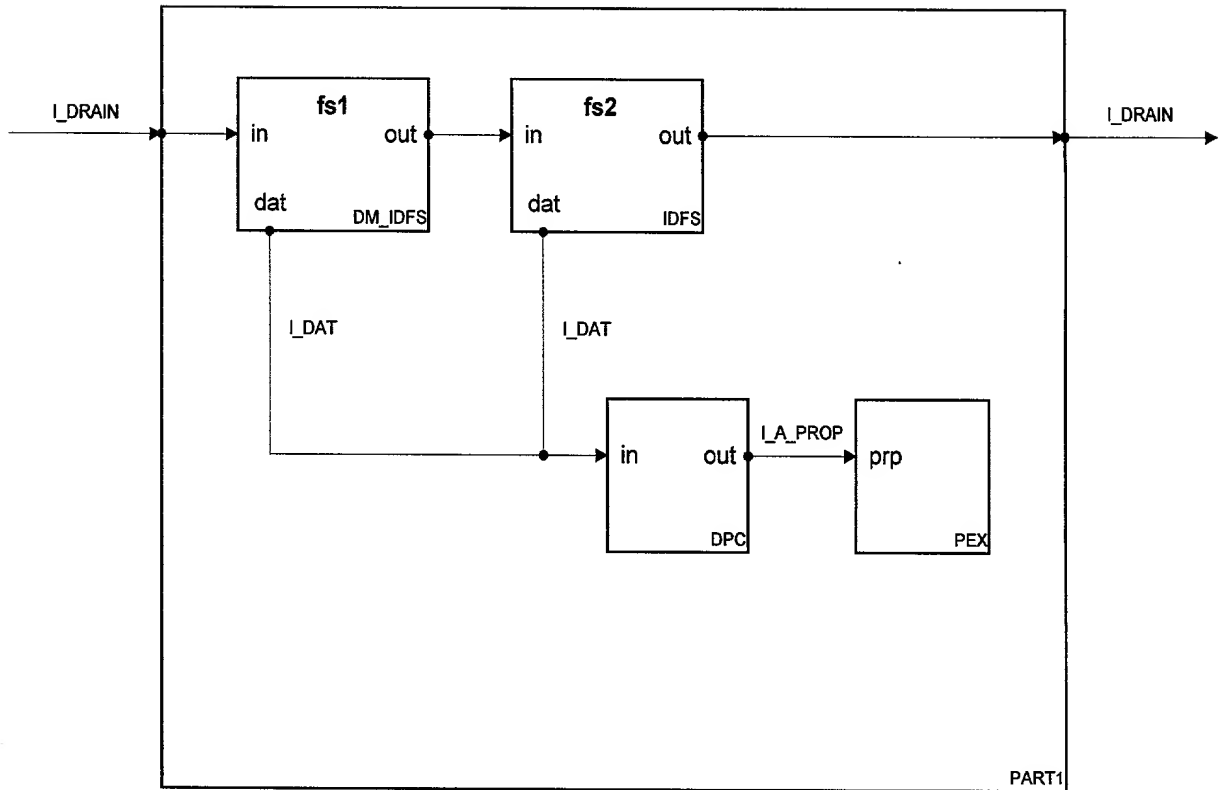 fs1
fs2
I_DRAIN
I_DRAIN
in
out
in
out
dat
DM_IDFS
dat
IDFS
I_DAT
I_DAT
I_A_PROP
in
out
prp
DPC
PEX
PART1